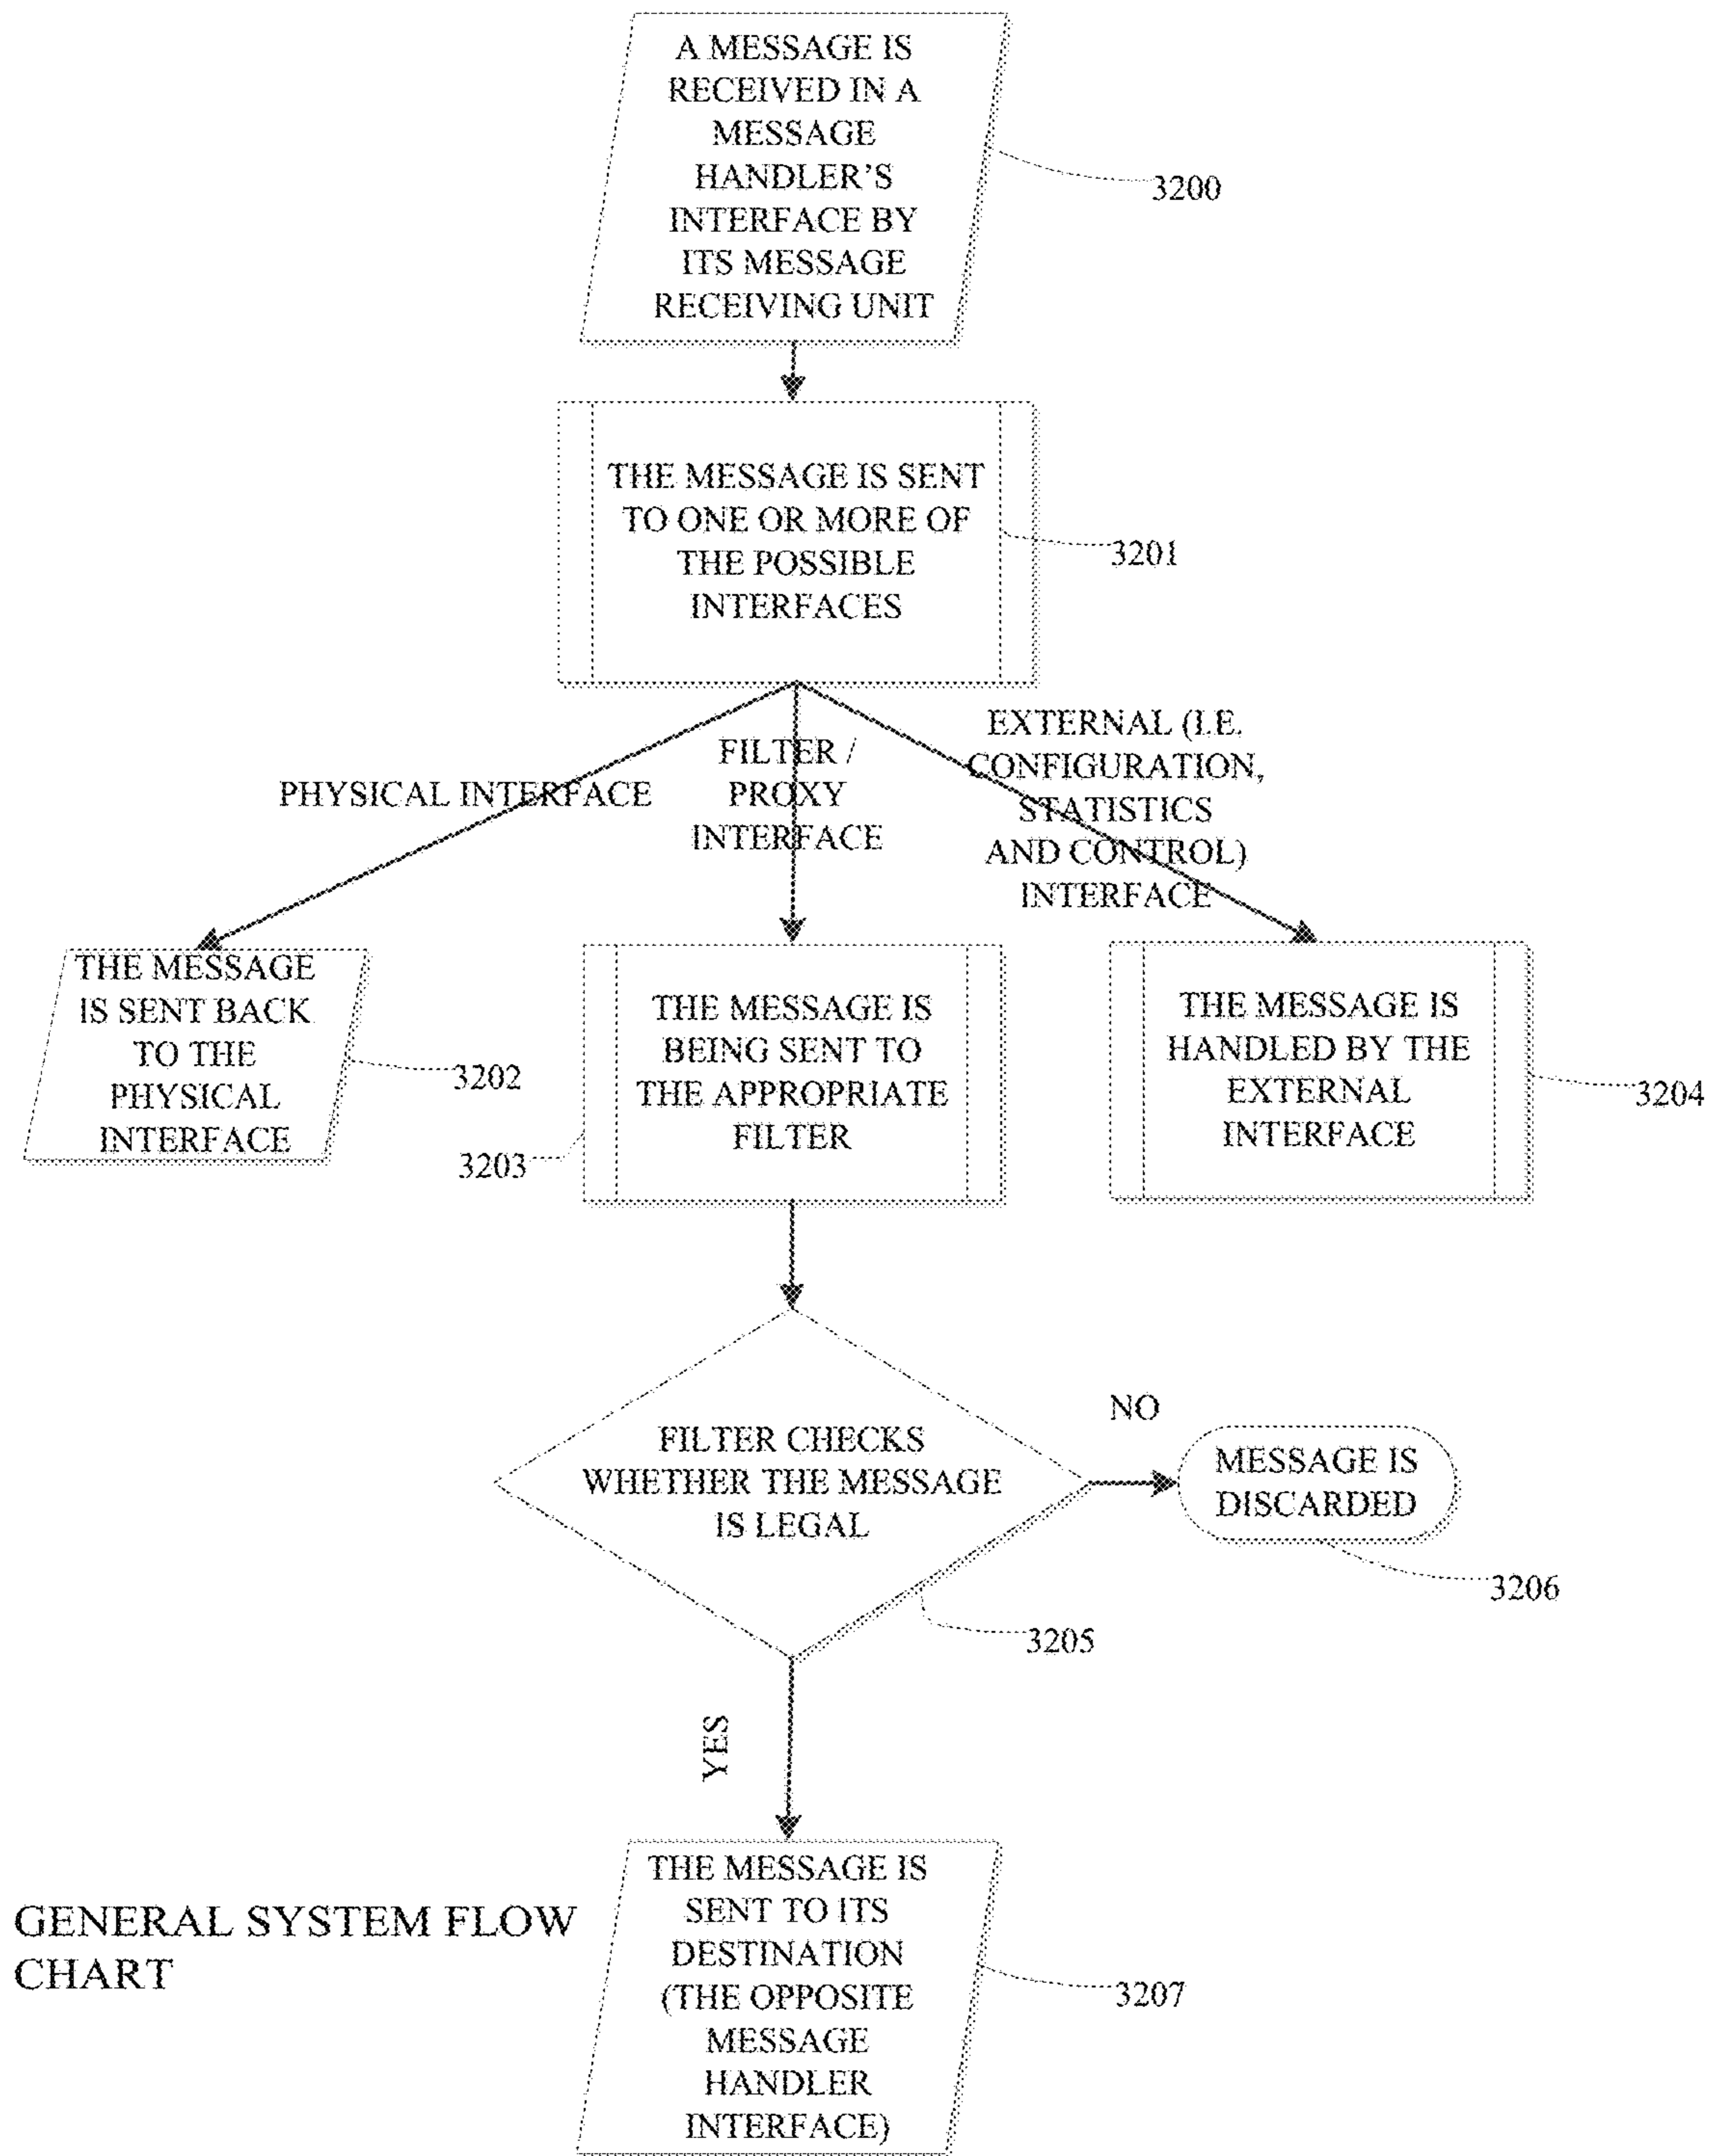 A MESSAGE IS
RECEIVED IN A
MESSAGE
HANDLER'S
INTERFACE BY
ITS MESSAGE
RECEIVING UNIT
3200
THE MESSAGE IS SENT
TO ONE OR MORE OF
THE POSSIBLE
INTERFACES
3201
PHYSICAL INTERFACE
FILTER /
PROXY
INTERFACE
EXTERNAL (I.E.
CONFIGURATION,
STATISTICS
AND CONTROL)
INTERFACE
THE MESSAGE
IS SENT BACK
TO THE
PHYSICAL
INTERFACE
3202
THE MESSAGE IS
BEING SENT TO
THE APPROPRIATE
FILTER
3203
THE MESSAGE IS
HANDLED BY THE
EXTERNAL
INTERFACE
3204
FILTER CHECKS
WHETHER THE MESSAGE
IS LEGAL
3205
NO
MESSAGE IS
DISCARDED
3206
YES
THE MESSAGE IS
SENT TO ITS
DESTINATION
(THE OPPOSITE
MESSAGE
HANDLER
INTERFACE)
3207
GENERAL SYSTEM FLOW
CHART